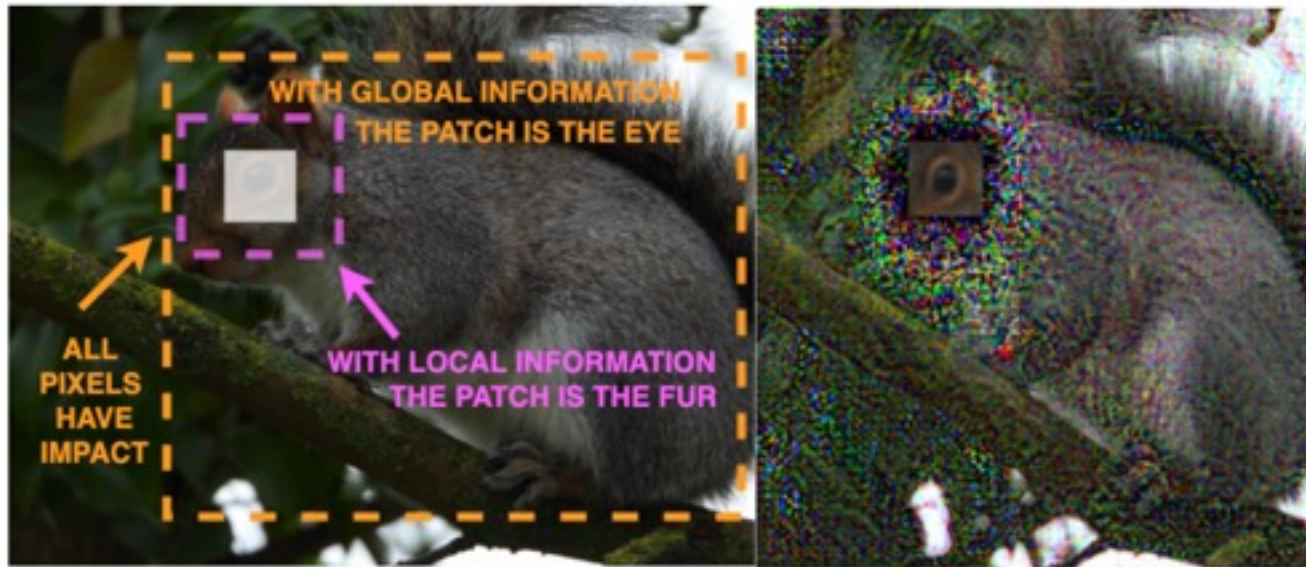 WITH GLOBAL INFORMATION
THE PATCH IS THE EYE
WITH LOCAL INFORMATION
THE PATCH IS THE FUR
ALL
PIXELS
HAVE
IMPACT